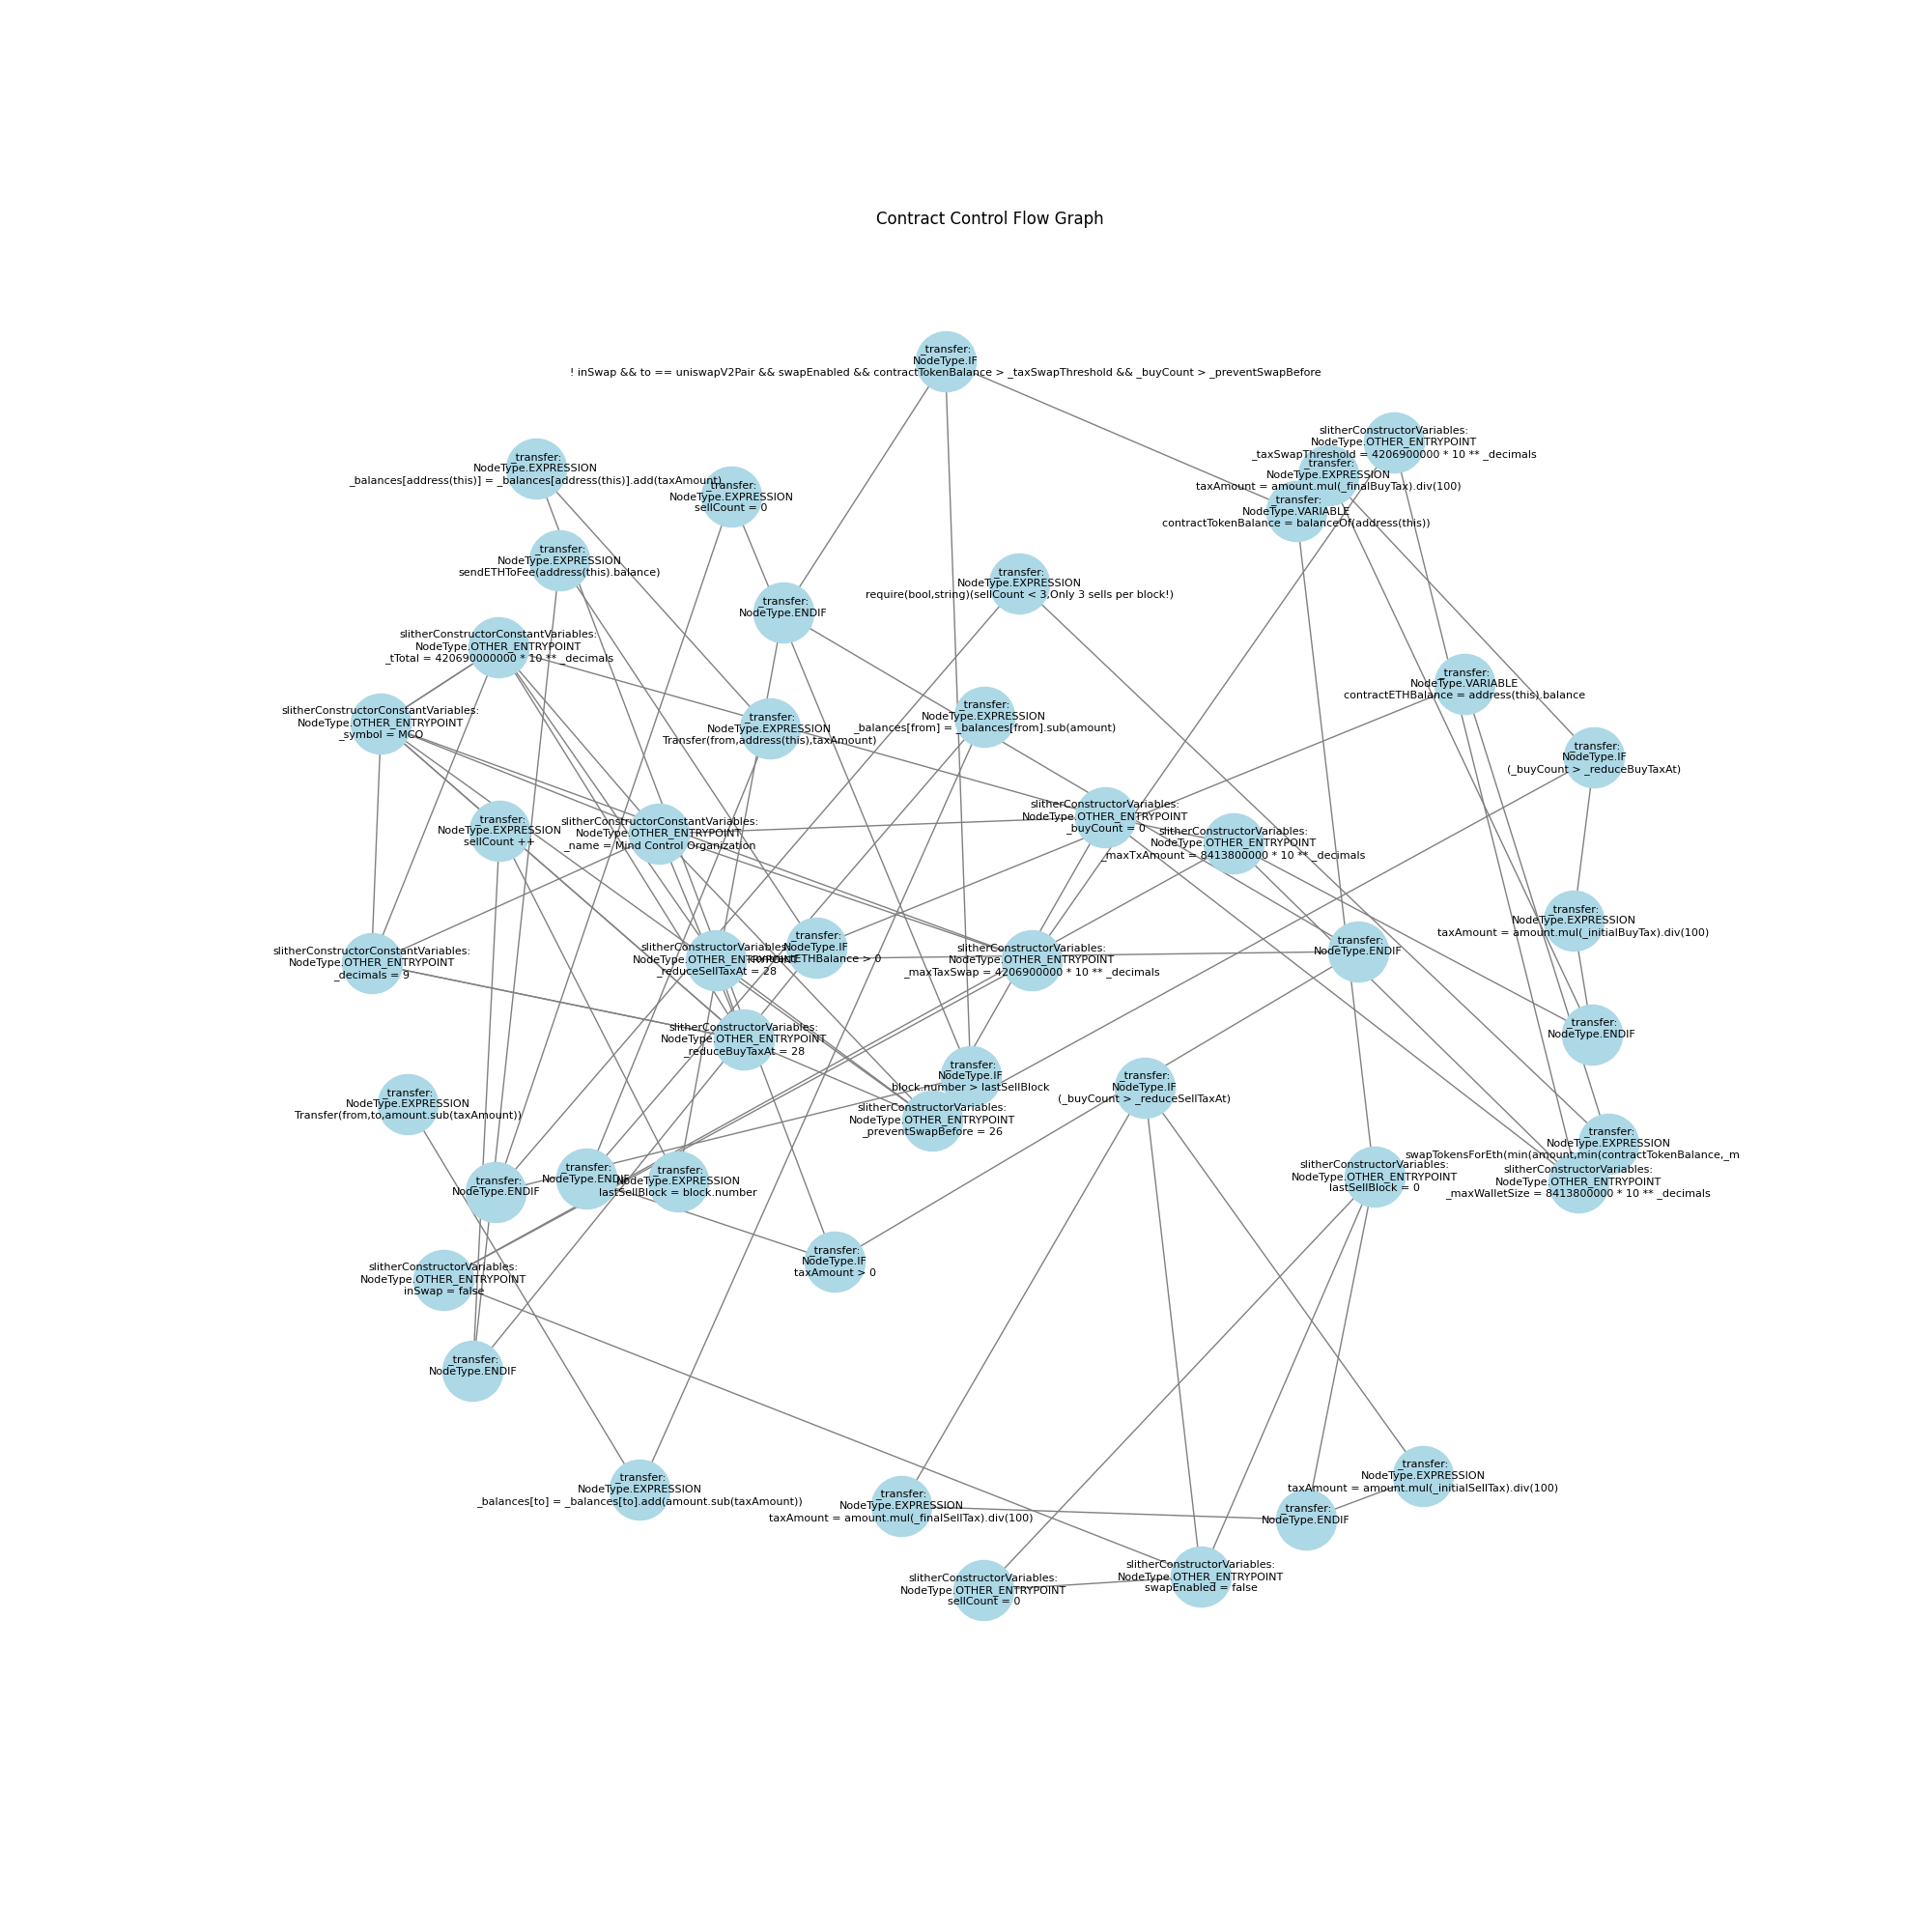 Contract Control Flow Graph
_transfer:
NodeType.IF
! inSwap && to == uniswapV2Pair && swapEnabled && contractTokenBalance > _taxSwapThreshold && _buyCount > _preventSwapBefore
slitherConstructorVariables:
NodeType.OTHER_ENTRYPOINT
_taxSwapThreshold = 4206900000 * 10 ** _decimals
_transfer:
NodeType.EXPRESSION
_balances[address(this)] = _balances[address(this)].add(taxAmount)
_transfer:
NodeType.EXPRESSION
taxAmount = amount.mul(_finalBuyTax).div(100)
_transfer:
NodeType.EXPRESSION
sellCount = 0
_transfer:
NodeType.VARIABLE
contractTokenBalance = balanceOf(address(this))
_transfer:
NodeType.EXPRESSION
sendETHToFee(address(this).balance)
_transfer:
NodeType.EXPRESSION
require(bool,string)(sellCount < 3,Only 3 sells per block!)
_transfer:
NodeType.ENDIF
slitherConstructorConstantVariables:
NodeType.OTHER_ENTRYPOINT
_tTotal = 420690000000 * 10 ** _decimals
_transfer:
NodeType.VARIABLE
contractETHBalance = address(this).balance
slitherConstructorConstantVariables:
NodeType.OTHER_ENTRYPOINT
_symbol = MCO
_transfer:
NodeType.EXPRESSION
Transfer(from,address(this),taxAmount)
_transfer:
NodeType.EXPRESSION
_balances[from] = _balances[from].sub(amount)
_transfer:
NodeType.IF
(_buyCount > _reduceBuyTaxAt)
slitherConstructorVariables:
NodeType.OTHER_ENTRYPOINT
_buyCount = 0
_transfer:
NodeType.EXPRESSION
sellCount ++
slitherConstructorConstantVariables:
NodeType.OTHER_ENTRYPOINT
_name = Mind Control Organization
slitherConstructorVariables:
NodeType.OTHER_ENTRYPOINT
_maxTxAmount = 8413800000 * 10 ** _decimals
_transfer:
NodeType.EXPRESSION
taxAmount = amount.mul(_initialBuyTax).div(100)
slitherConstructorConstantVariables:
NodeType.OTHER_ENTRYPOINT
_decimals = 9
slitherConstructorVariables:
NodeType.OTHER_ENTRYPOINT
_reduceSellTaxAt = 28
_transfer:
NodeType.IF
contractETHBalance > 0
slitherConstructorVariables:
NodeType.OTHER_ENTRYPOINT
_maxTaxSwap = 4206900000 * 10 ** _decimals
_transfer:
NodeType.ENDIF
slitherConstructorVariables:
NodeType.OTHER_ENTRYPOINT
_reduceBuyTaxAt = 28
_transfer:
NodeType.ENDIF
_transfer:
NodeType.IF
block.number > lastSellBlock
_transfer:
NodeType.IF
(_buyCount > _reduceSellTaxAt)
_transfer:
NodeType.EXPRESSION
Transfer(from,to,amount.sub(taxAmount))
slitherConstructorVariables:
NodeType.OTHER_ENTRYPOINT
_preventSwapBefore = 26
_transfer:
NodeType.EXPRESSION
swapTokensForEth(min(amount,min(contractTokenBalance,_m
slitherConstructorVariables:
NodeType.OTHER_ENTRYPOINT
lastSellBlock = 0
slitherConstructorVariables:
NodeType.OTHER_ENTRYPOINT
_maxWalletSize = 8413800000 * 10 ** _decimals
_transfer:
NodeType.ENDIF
_transfer:
NodeType.ENDIF
_transfer:
NodeType.EXPRESSION
lastSellBlock = block.number
_transfer:
NodeType.IF
taxAmount > 0
slitherConstructorVariables:
NodeType.OTHER_ENTRYPOINT
inSwap = false
_transfer:
NodeType.ENDIF
_transfer:
NodeType.EXPRESSION
_balances[to] = _balances[to].add(amount.sub(taxAmount))
_transfer:
NodeType.EXPRESSION
taxAmount = amount.mul(_initialSellTax).div(100)
_transfer:
NodeType.EXPRESSION
taxAmount = amount.mul(_finalSellTax).div(100)
_transfer:
NodeType.ENDIF
slitherConstructorVariables:
NodeType.OTHER_ENTRYPOINT
swapEnabled = false
slitherConstructorVariables:
NodeType.OTHER_ENTRYPOINT
sellCount = 0